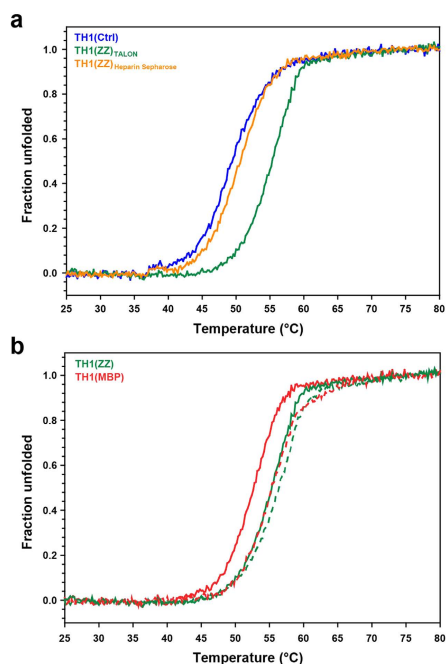 a
TH1(Ctrl)
TH1(ZZ)TALON
TH1(ZZ)Heparin Sepharose
Fraction unfolded
1.0
0.8
0.6
0.4
0.2
0.0
25 30 35 40 45 50 55 60 65 70 75 80
Temperature (°C)
b
TH1(ZZ)
TH1(MBP)
Fraction unfolded
1.0
0.8
0.6
0.4
0.2
0.0
25 30 35 40 45 50 55 60 65 70 75 80
Temperature (°C)